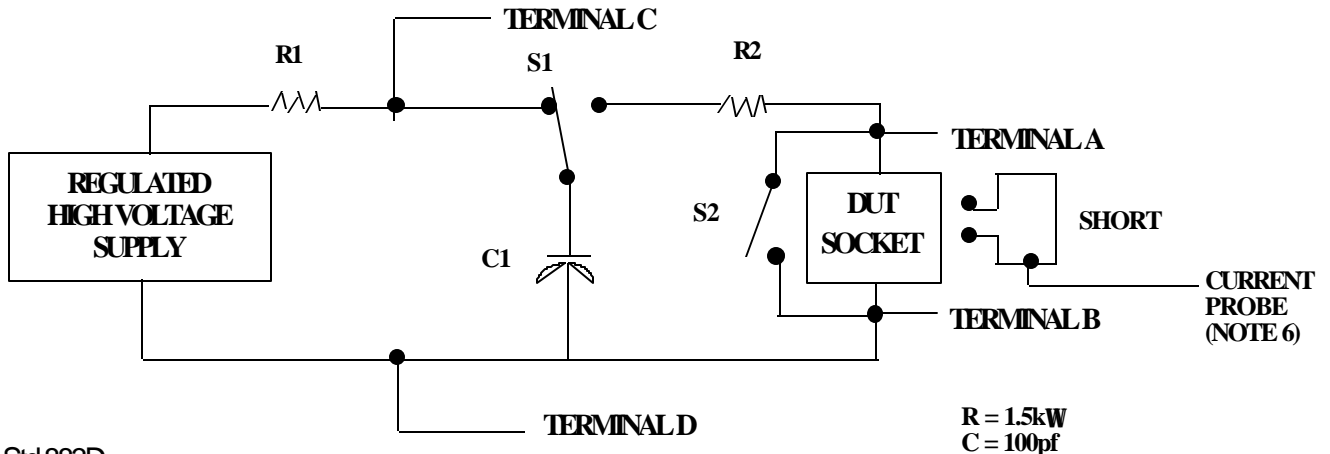 TERMINAL C
R1
S1
R2
TERMINAL A
REGULATED
HIGH VOLTAGE
SUPPLY
S2
DUT
SOCKET
SHORT
C1
CURRENT
PROBE
(NOTE 6)
TERMINAL B
TERMINAL D
R = 1.5kW
C = 100pf